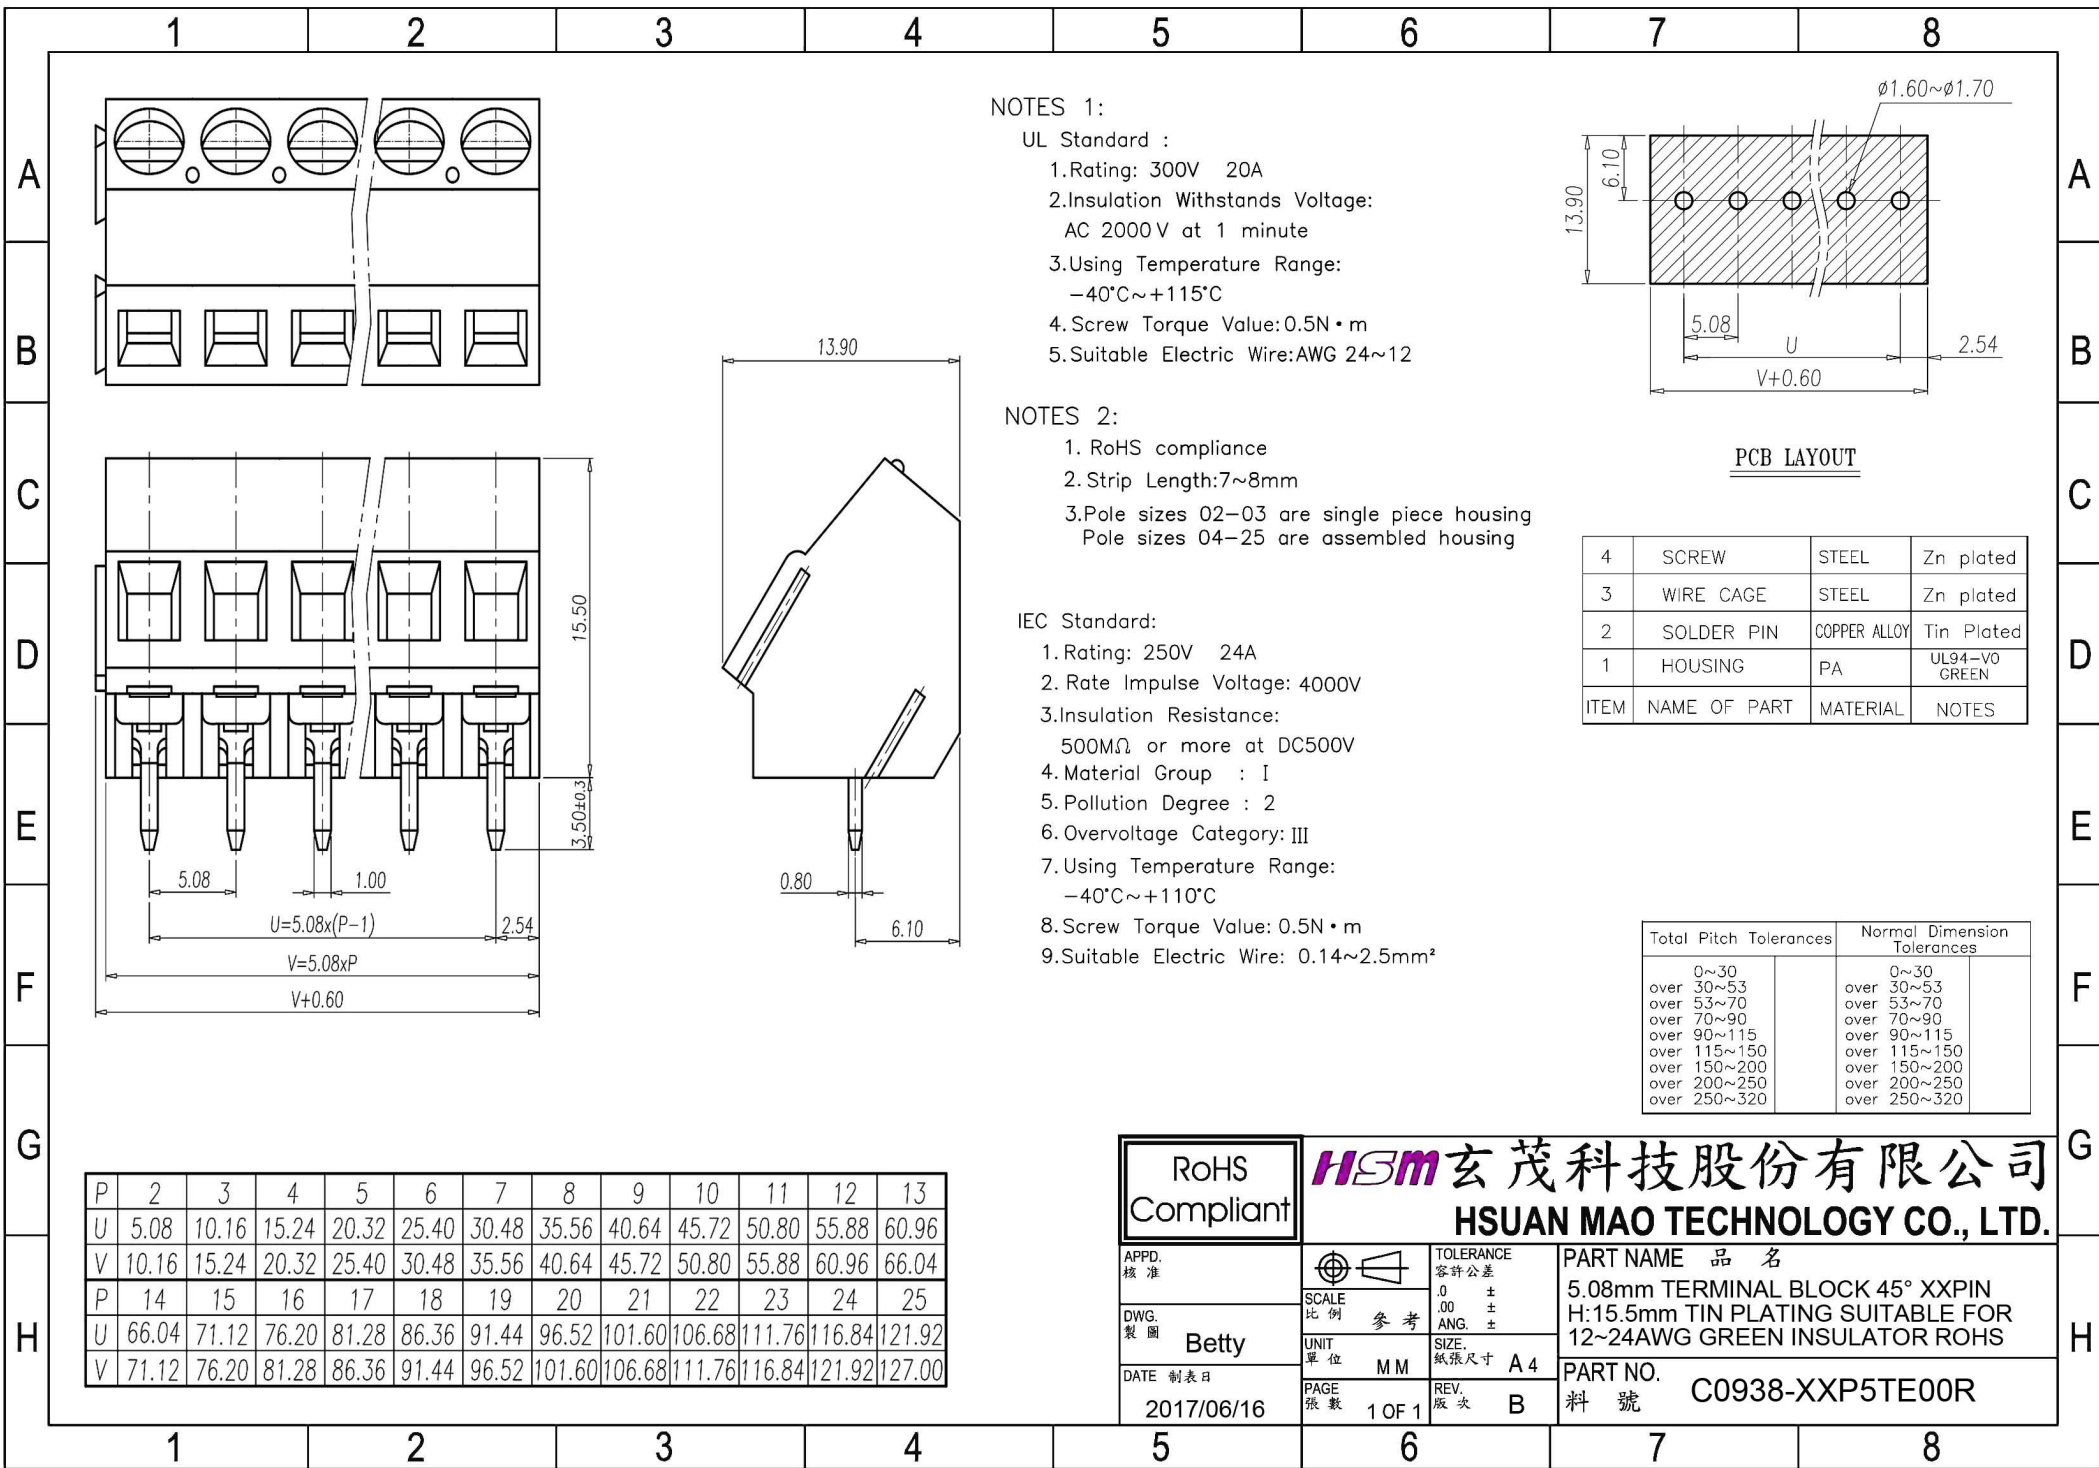 1 2 3 4 5 6 7 8
A
B
C
D
E
F
G
H
15.50
3.50±0.3
5.08
1.00
U=5.08x(P-1)
2.54
V=5.08xP
V+0.60
13.90
0.80
6.10
NOTES 1:
UL Standard :
1.Rating: 300V 20A
2.Insulation Withstands Voltage:
AC 2000V at 1 minute
3.Using Temperature Range:
-40°C~+115°C
4.Screw Torque Value:0.5N•m
5.Suitable Electric Wire:AWG 24~12
NOTES 2:
1. RoHS compliance
2. Strip Length:7~8mm
3.Pole sizes 02-03 are single piece housing
Pole sizes 04-25 are assembled housing
IEC Standard:
1. Rating: 250V 24A
2. Rate Impulse Voltage: 4000V
3.Insulation Resistance:
500MΩ or more at DC500V
4. Material Group : I
5. Pollution Degree : 2
6. Overvoltage Category: III
7. Using Temperature Range:
-40°C~+110°C
8. Screw Torque Value: 0.5N•m
9.Suitable Electric Wire: 0.14~2.5mm²
ø1.60~ø1.70
13.90
6.10
5.08
U
2.54
V+0.60
PCB LAYOUT
4 SCREW STEEL Zn plated
3 WIRE CAGE STEEL Zn plated
2 SOLDER PIN COPPER ALLOY Tin Plated
1 HOUSING PA UL94-V0
GREEN
ITEM NAME OF PART MATERIAL NOTES
Total Pitch Tolerances Normal Dimension
Tolerances
0~30 0~30
over 30~53 over 30~53
over 53~70 over 53~70
over 70~90 over 70~90
over 90~115 over 90~115
over 115~150 over 115~150
over 150~200 over 150~200
over 200~250 over 200~250
over 250~320 over 250~320
P 2 3 4 5 6 7 8 9 10 11 12 13
U 5.08 10.16 15.24 20.32 25.40 30.48 35.56 40.64 45.72 50.80 55.88 60.96
V 10.16 15.24 20.32 25.40 30.48 35.56 40.64 45.72 50.80 55.88 60.96 66.04
P 14 15 16 17 18 19 20 21 22 23 24 25
U 66.04 71.12 76.20 81.28 86.36 91.44 96.52 101.60 106.68 111.76 116.84 121.92
V 71.12 76.20 81.28 86.36 91.44 96.52 101.60 106.68 111.76 116.84 121.92 127.00
RoHS
Compliant
HSM 玄茂科技股份有限公司
HSUAN MAO TECHNOLOGY CO., LTD.
APPD.
核 准
DWG.
製 圖
Betty
DATE 制表日
2017/06/16
SCALE
比 例 參 考
UNIT
單 位 MM
PAGE
張 數 1 OF 1
TOLERANCE
容許公差
.0 ±
.00 ±
ANG. ±
SIZE.
紙張尺寸 A4
REV.
版 次 B
PART NAME 品 名
5.08mm TERMINAL BLOCK 45° XXPIN
H:15.5mm TIN PLATING SUITABLE FOR
12~24AWG GREEN INSULATOR ROHS
PART NO.
料 號 C0938-XXP5TE00R
A
B
C
D
E
F
G
H
1 2 3 4 5 6 7 8